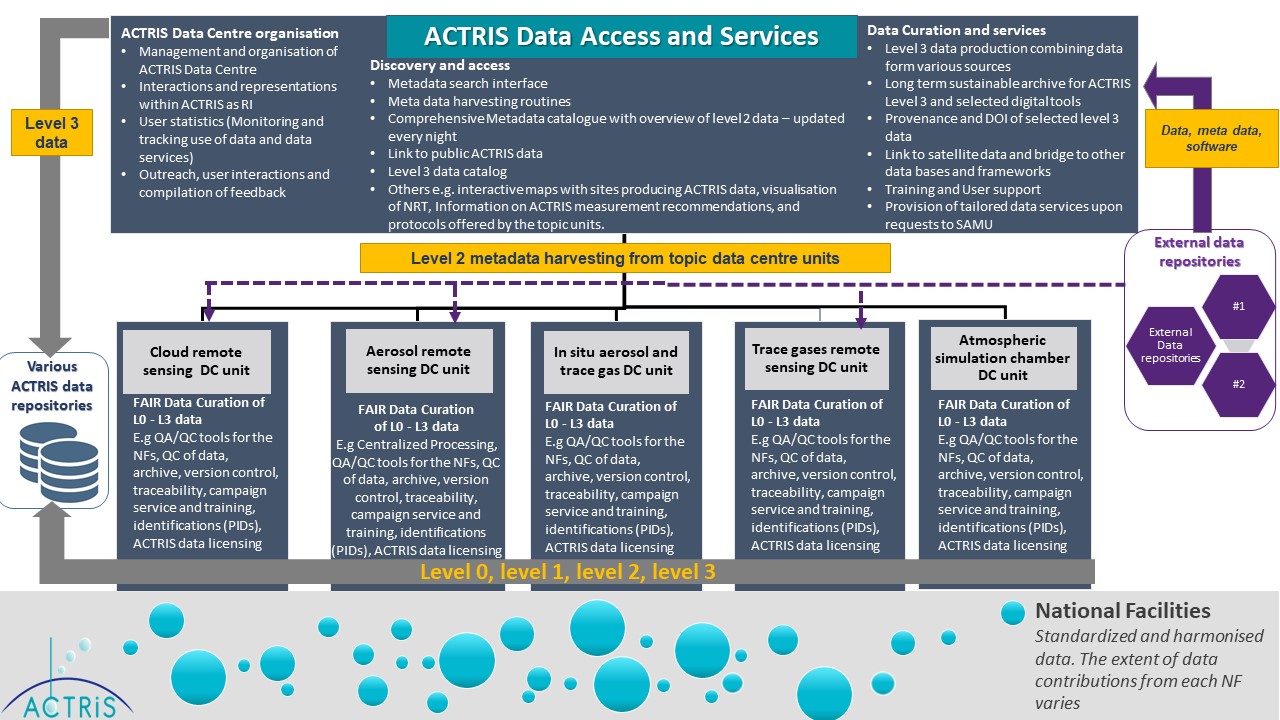 ACTRIS Data Access and Services
ACTRIS Data Centre organisation
• Management and organisation of
ACTRIS Data Centre
• Interactions and representations
within ACTRIS as RI
• User statistics (Monitoring and
tracking use of data and data
services)
• Outreach, user interactions and
compilation of feedback
Discovery and access
• Metadata search interface
• Meta data harvesting routines
• Comprehensive Metadata catalogue with overview of level 2 data – updated
every night
• Link to public ACTRIS data
• Level 3 data catalog
• Others e.g. interactive maps with sites producing ACTRIS data, visualisation
of NRT, Information on ACTRIS measurement recommendations, and
protocols offered by the topic units.
Data Curation and services
• Level 3 data production combining data
form various sources
• Long term sustainable archive for ACTRIS
Level 3 and selected digital tools
• Provenance and DOI of selected level 3
data
• Link to satellite data and bridge to other
data bases and frameworks
• Training and User support
• Provision of tailored data services upon
requests to SAMU
Level 3
data
Data, meta data,
software
Level 2 metadata harvesting from topic data centre units
External data
repositories
#1
External
Data
repositories
#2
Various
ACTRIS data
repositories
Cloud remote
sensing DC unit
FAIR Data Curation of
L0 - L3 data
E.g QA/QC tools for the
NFs, QC of data,
archive, version control,
traceability, campaign
service and training,
identifications (PIDs),
ACTRIS data licensing
Aerosol remote
sensing DC unit
FAIR Data Curation
of L0 - L3 data
E.g Centralized Processing,
QA/QC tools for the NFs, QC
of data, archive, version
control, traceability,
campaign service and
training, identifications
(PIDs), ACTRIS data licensing
In situ aerosol and
trace gas DC unit
FAIR Data Curation of
L0 - L3 data
E.g QA/QC tools for the
NFs, QC of data,
archive, version control,
traceability, campaign
service and training,
identifications (PIDs),
ACTRIS data licensing
Trace gases remote
sensing DC unit
FAIR Data Curation of
L0 - L3 data
E.g QA/QC tools for the
NFs, QC of data,
archive, version control,
traceability, campaign
service and training,
identifications (PIDs),
ACTRIS data licensing
Atmospheric
simulation chamber
DC unit
FAIR Data Curation of
L0 - L3 data
E.g QA/QC tools for the
NFs, QC of data,
archive, version control,
traceability, campaign
service and training,
identifications (PIDs),
ACTRIS data licensing
Level 0, level 1, level 2, level 3
National Facilities
Standardized and harmonised
data. The extent of data
contributions from each NF
varies
ACTRiS